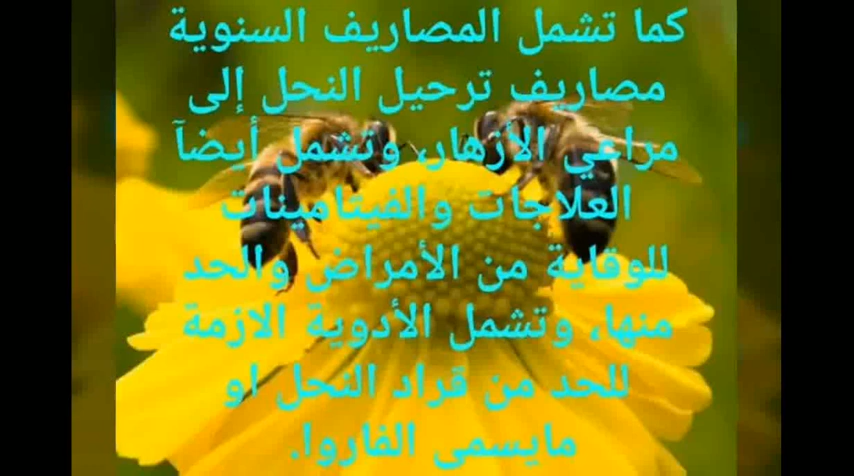 كما تشمل المصاريف السنوية
مصاريف ترحيل النحل إلى
مراعي الأزهار، وتشمل أيضآ
العلاجات والفيتامينات
للوقاية من الأمراض والحد
منها، وتشمل الأدوية الازمة
للحد من قراد النحل او
مايسمى الفاروا.